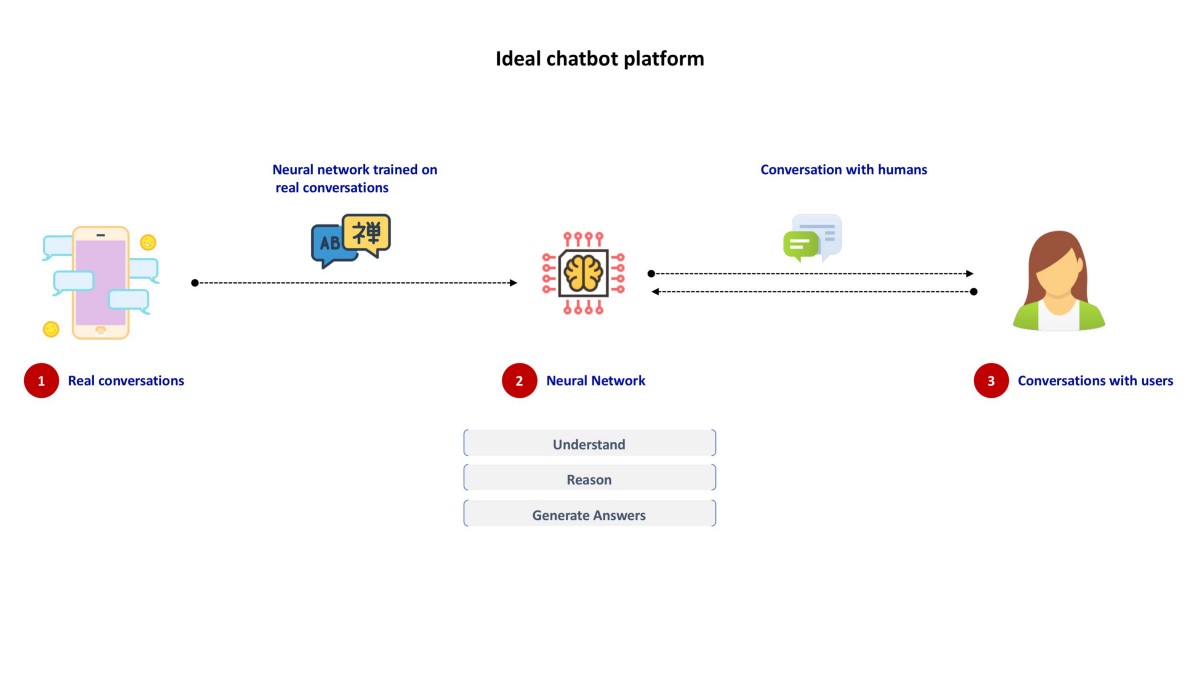 Ideal chatbot platform
Neural network trained on
real conversations
Conversation with humans
AB
禅
1
Real conversations
2
Neural Network
3
Conversations with users
Understand
Reason
Generate Answers